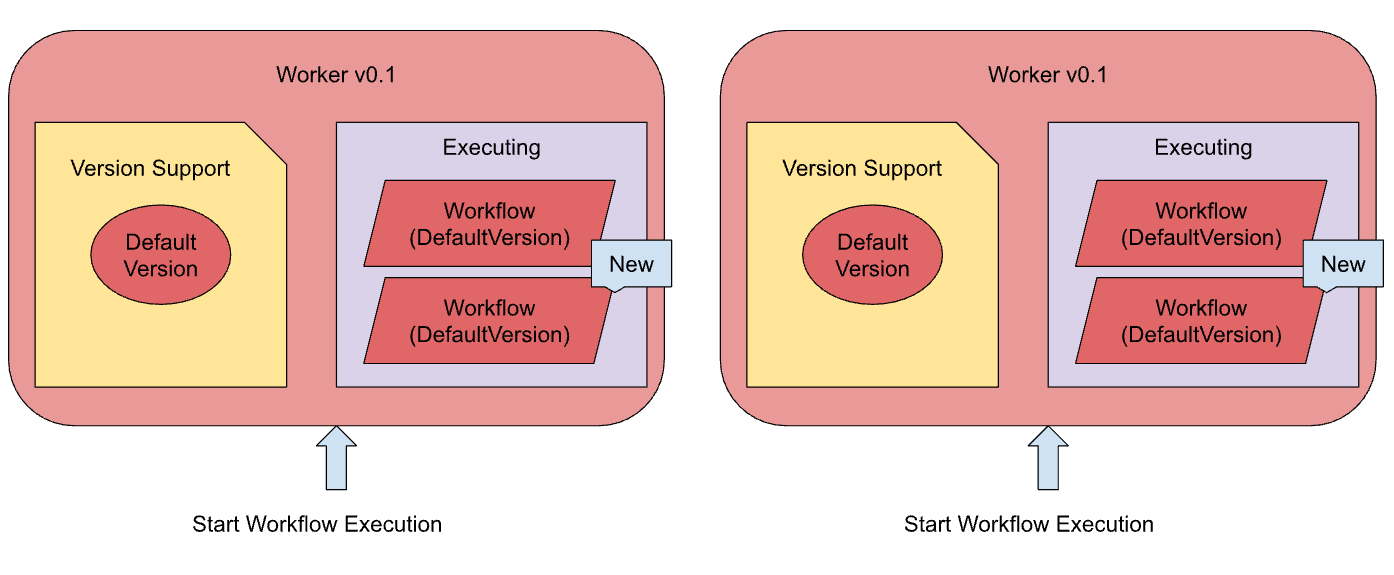 Worker v0.1
Version Support
Default
Version
Executing
Workflow
(DefaultVersion)
New
Workflow
(DefaultVersion)
Start Workflow Execution
Worker v0.1
Version Support
Default
Version
Executing
Workflow
(DefaultVersion)
New
Workflow
(DefaultVersion)
Start Workflow Execution